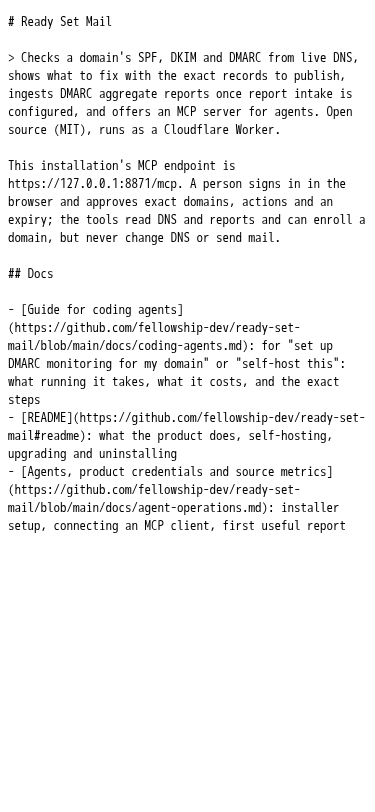 # Ready Set Mail

> Checks a domain's SPF, DKIM and DMARC from live DNS,
shows what to fix with the exact records to publish,
ingests DMARC aggregate reports once report intake is
configured, and offers an MCP server for agents. Open
source (MIT), runs as a Cloudflare Worker.

This installation's MCP endpoint is
https://127.0.0.1:8871/mcp. A person signs in in the
browser and approves exact domains, actions and an
expiry; the tools read DNS and reports and can enroll a
domain, but never change DNS or send mail.

## Docs

- [Guide for coding agents]
(https://github.com/fellowship-dev/ready-set-
mail/blob/main/docs/coding-agents.md): for "set up
DMARC monitoring for my domain" or "self-host this":
what running it takes, what it costs, and the exact
steps
- [README](https://github.com/fellowship-dev/ready-set-
mail#readme): what the product does, self-hosting,
upgrading and uninstalling
- [Agents, product credentials and source metrics]
(https://github.com/fellowship-dev/ready-set-
mail/blob/main/docs/agent-operations.md): installer
setup, connecting an MCP client, first useful report